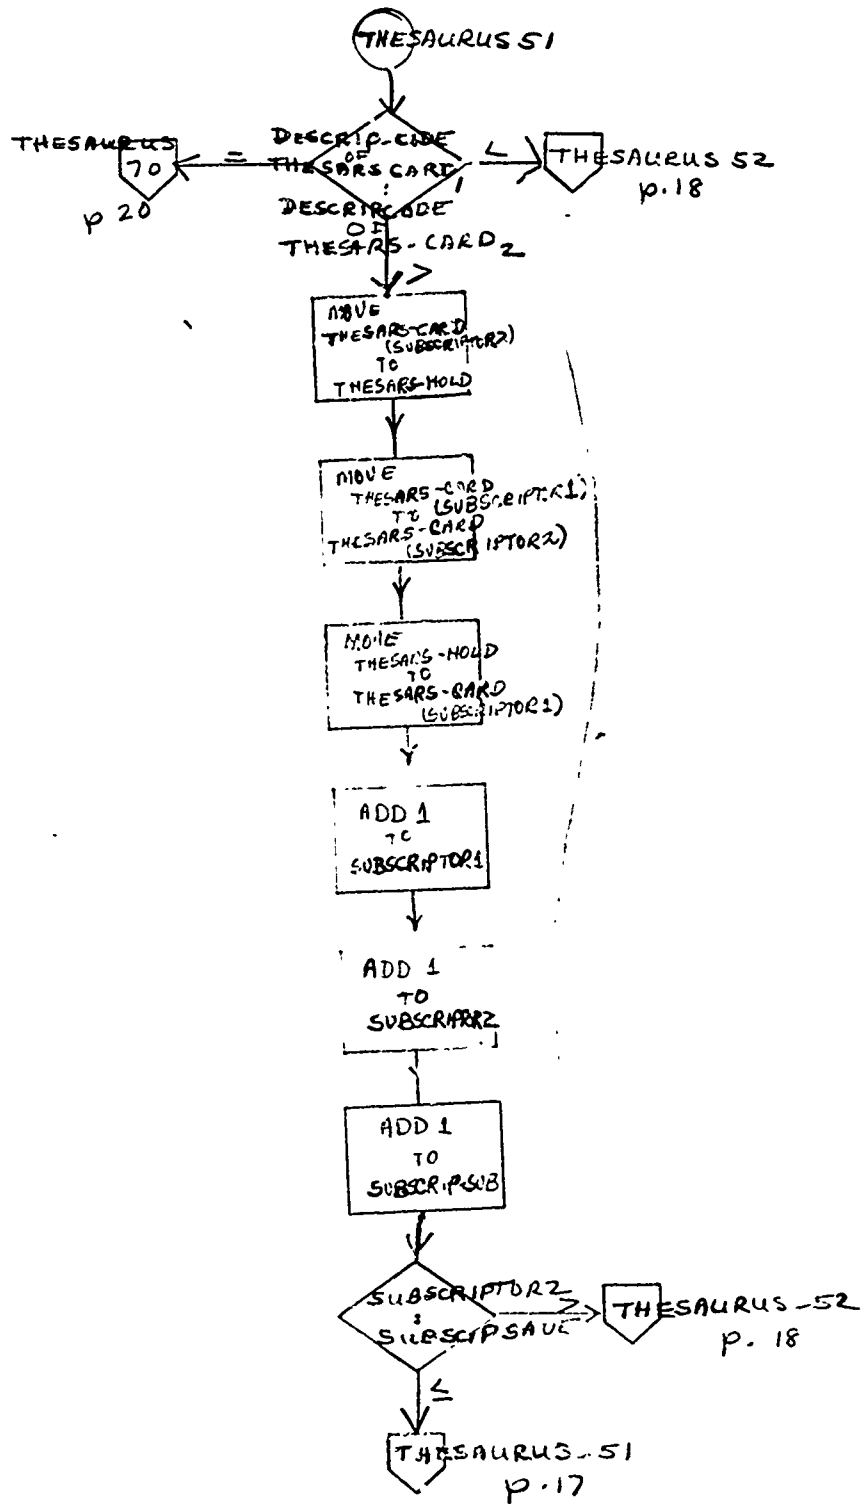 THESAURUS 51
DESCRIP-CODE
OF
THESARS CARD 1
:
DESCRIPCODE
OF
THESARS-CARD 2
=
THESAURUS
70
p 20
<
THESAURUS 52
p.18
>
MOVE
THESARS-CARD
(SUBSCRIPTOR2)
TO
THESARS-HOLD
MOVE
THESARS-CARD
(SUBSCRIPTOR1)
TO
THESARS-CARD
(SUBSCRIPTOR2)
MOVE
THESARS-HOLD
TO
THESARS-CARD
(SUBSCRIPTOR1)
ADD 1
TO
SUBSCRIPTOR1
ADD 1
TO
SUBSCRIPTOR2
ADD 1
TO
SUBSCRIP-SUB
SUBSCRIPTOR2
:
SUBSCRIPSAVE
>
THESAURUS-52
p. 18
≤
THESAURUS-51
p.17